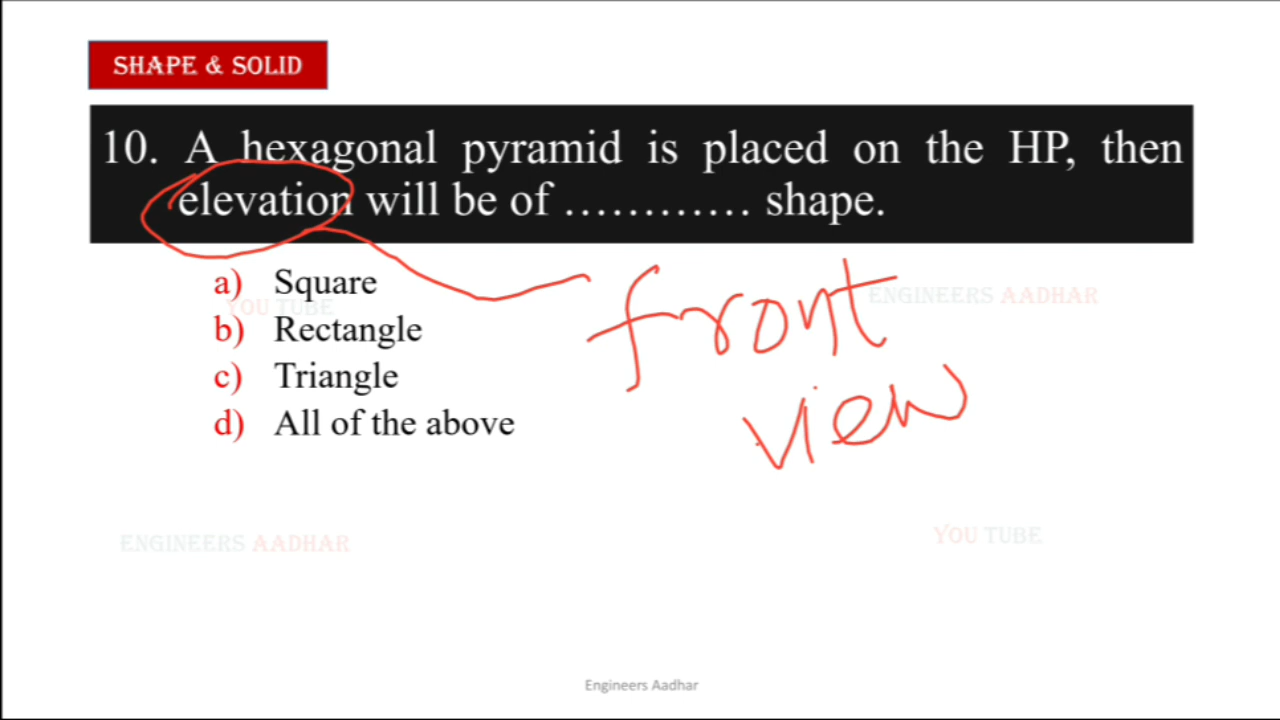 SHAPE & SOLID
10. A hexagonal pyramid is placed on the HP, then
elevation will be of ………… shape.
a) Square
YOU TUBE
ENGINEERS AADHAR
b) Rectangle
front
c) Triangle
view
d) All of the above
ENGINEERS AADHAR
YOU TUBE
Engineers Aadhar